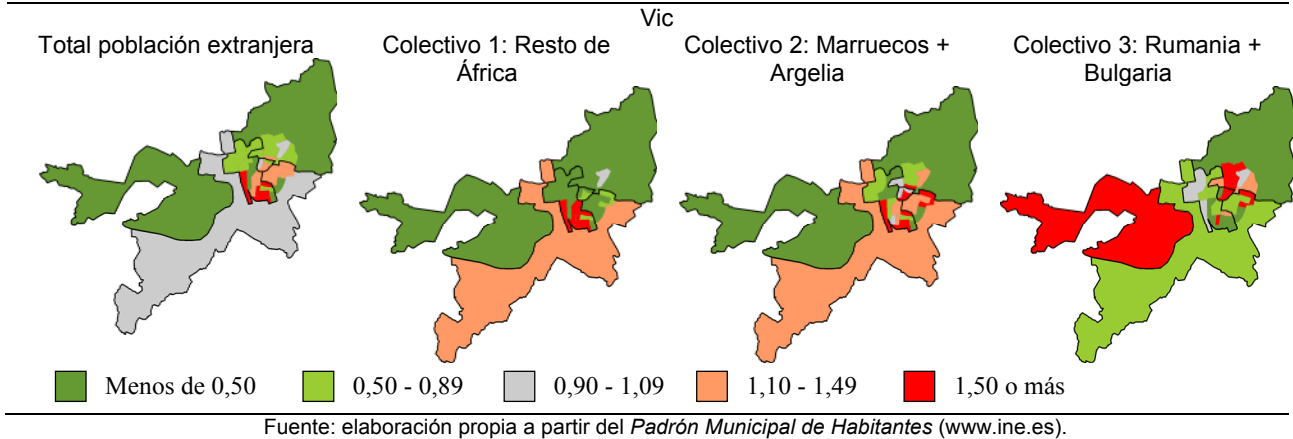 Vic
Total población extranjera
Colectivo 1: Resto de
África
Colectivo 2: Marruecos +
Argelia
Colectivo 3: Rumania +
Bulgaria
Menos de 0,50
0,50 - 0,89
0,90 - 1,09
1,10 - 1,49
1,50 o más
Fuente: elaboración propia a partir del Padrón Municipal de Habitantes (www.ine.es).